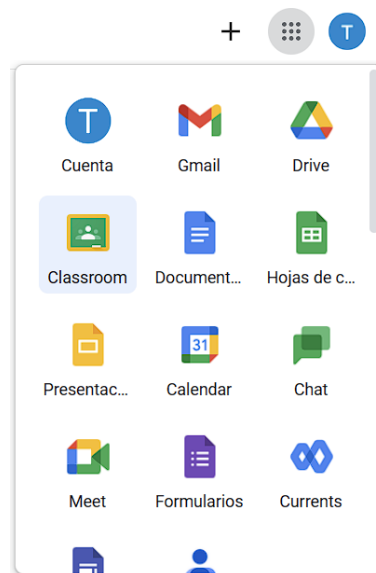 + T
T
Cuenta Gmail Drive
Classroom Document... Hojas de c...
31
Presentac... Calendar Chat
Meet Formularios Currents